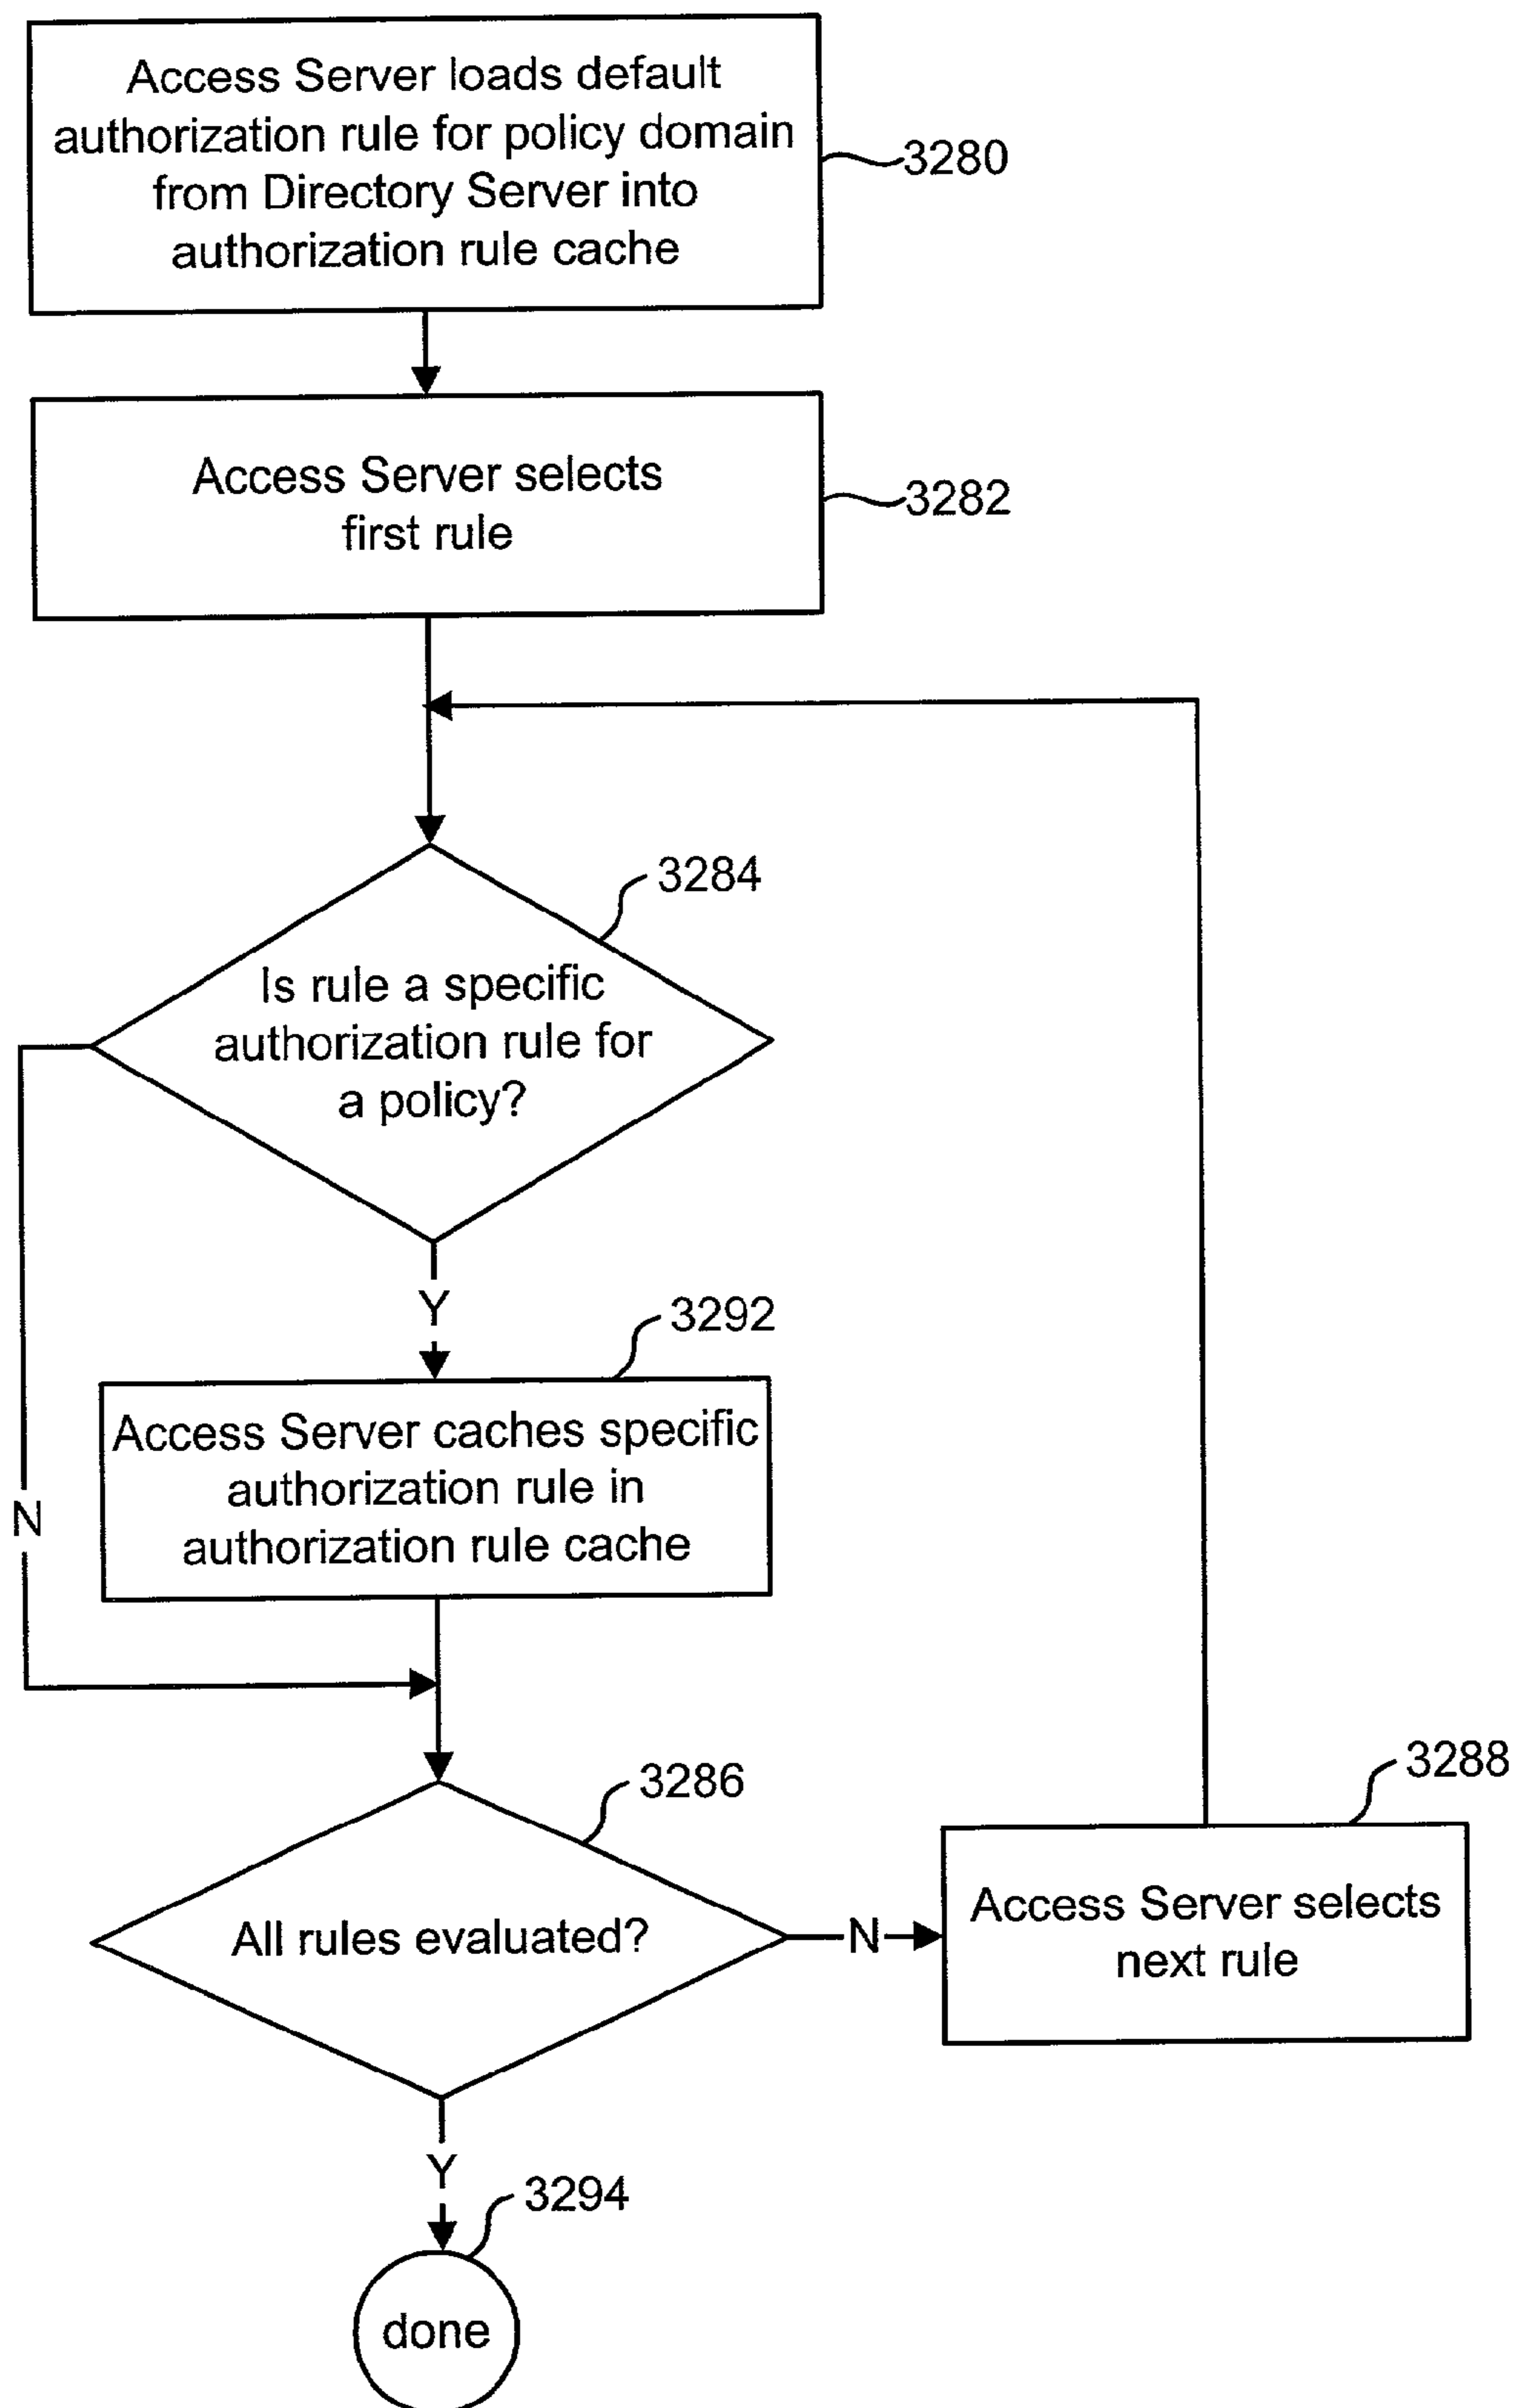 Access Server loads default
authorization rule for policy domain
from Directory Server into
authorization rule cache
3280
Access Server selects
first rule
3282
3284
Is rule a specific
authorization rule for
a policy?
Y
3292
Access Server caches specific
authorization rule in
authorization rule cache
N
3286
3288
All rules evaluated?
N
Access Server selects
next rule
Y
3294
done